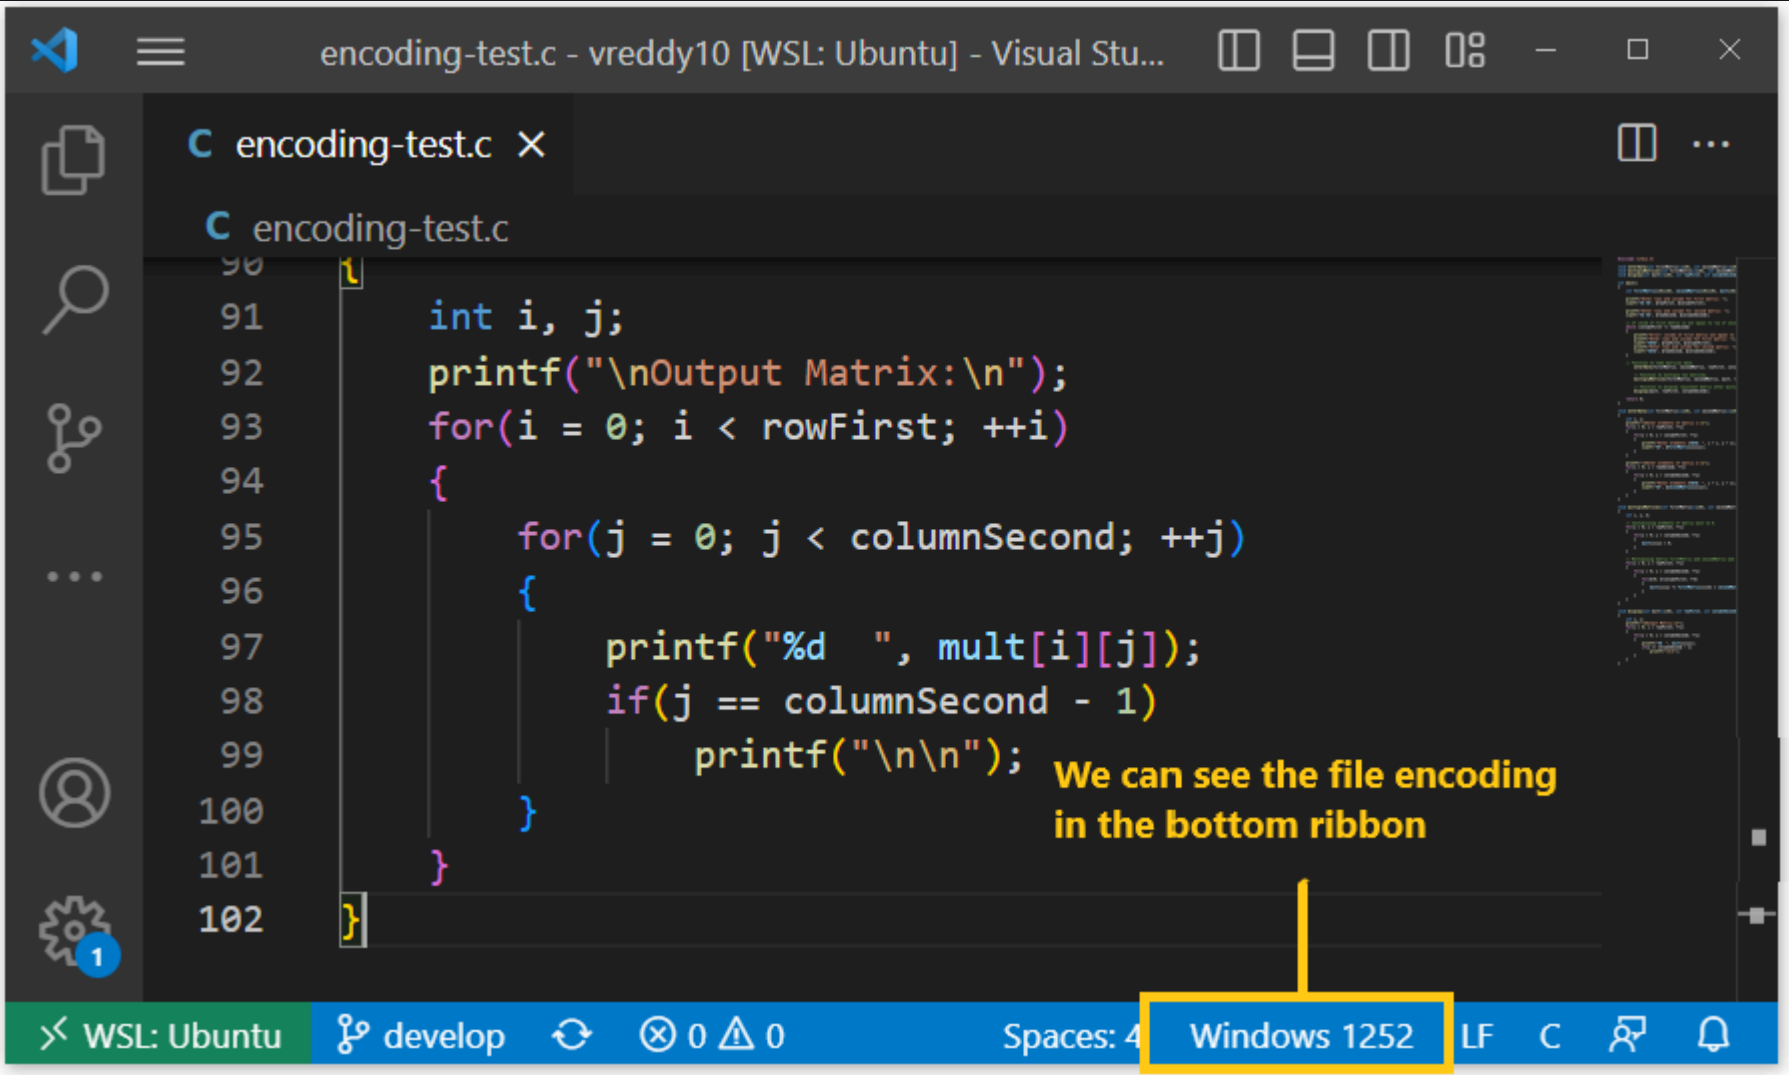 encoding-test.c - vreddy10 [WSL: Ubuntu] - Visual Stu...
C encoding-test.c
C encoding-test.c
90 {
91 int i, j;
92 printf("\nOutput Matrix:\n");
93 for(i = 0; i < rowFirst; ++i)
94 {
95 for(j = 0; j < columnSecond; ++j)
96 {
97 printf("%d  ", mult[i][j]);
98 if(j == columnSecond - 1)
99 printf("\n\n");
100 }
101 }
102 }
We can see the file encoding
in the bottom ribbon
1
WSL: Ubuntu develop 0 0 Spaces: 4 Windows 1252 LF C